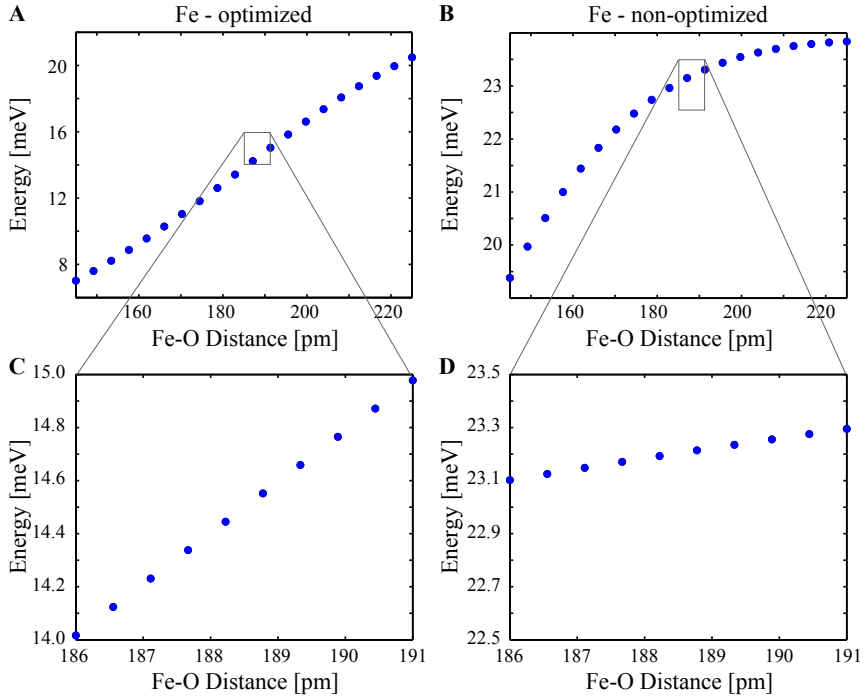 A
Fe - optimized
20
16
12
8
160
180
200
220
Energy [meV]
Fe-O Distance [pm]
B
Fe - non-optimized
23
22
21
20
160
180
200
220
Energy [meV]
Fe-O Distance [pm]
C
15.0
14.8
14.6
14.4
14.2
14.0
186
187
188
189
190
191
Energy [meV]
Fe-O Distance [pm]
D
23.5
23.3
23.1
22.9
22.7
22.5
186
187
188
189
190
191
Energy [meV]
Fe-O Distance [pm]